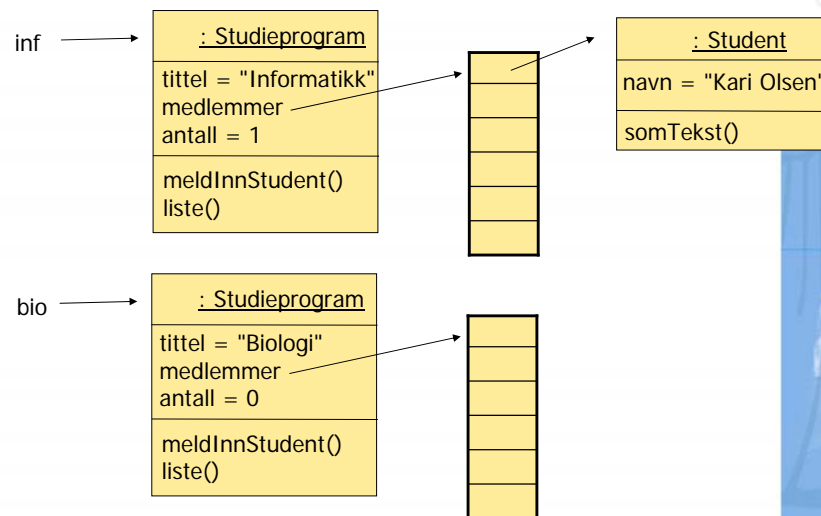 inf
: Studieprogram
tittel = "Informatikk"
medlemmer
antall = 1
meldInnStudent()
liste()
: Student
navn = "Kari Olsen"
somTekst()
bio
: Studieprogram
tittel = "Biologi"
medlemmer
antall = 0
meldInnStudent()
liste()